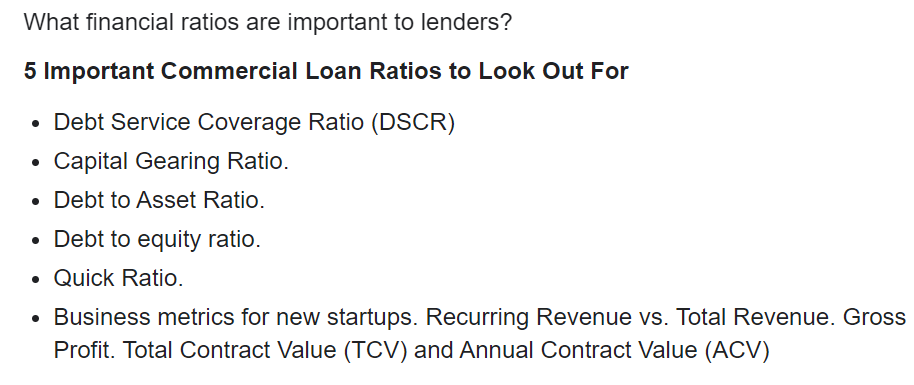 What financial ratios are important to lenders?
5 Important Commercial Loan Ratios to Look Out For
• Debt Service Coverage Ratio (DSCR)
• Capital Gearing Ratio.
• Debt to Asset Ratio.
• Debt to equity ratio.
• Quick Ratio.
• Business metrics for new startups. Recurring Revenue vs. Total Revenue. Gross
Profit. Total Contract Value (TCV) and Annual Contract Value (ACV)